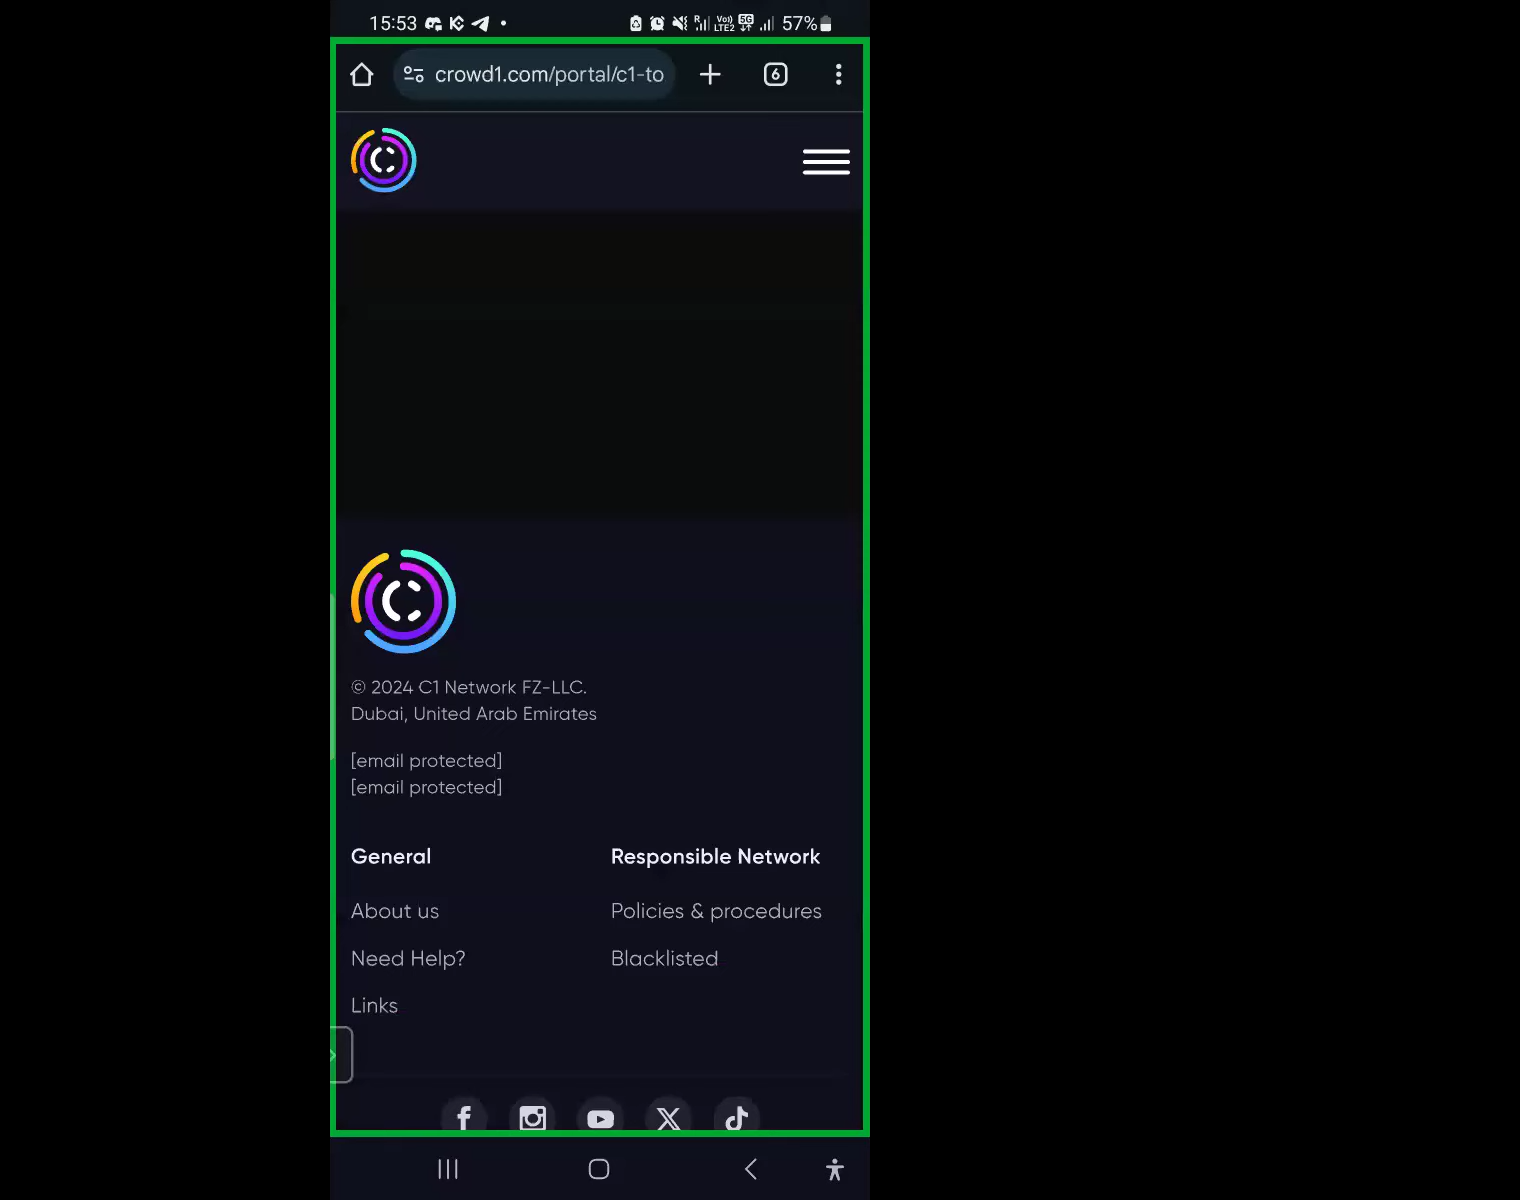 15:53 57%
crowd1.com/portal/c1-to 6
© 2024 C1 Network FZ-LLC.
Dubai, United Arab Emirates
[email protected]
[email protected]
General Responsible Network
About us Policies & procedures
Need Help? Blacklisted
Links